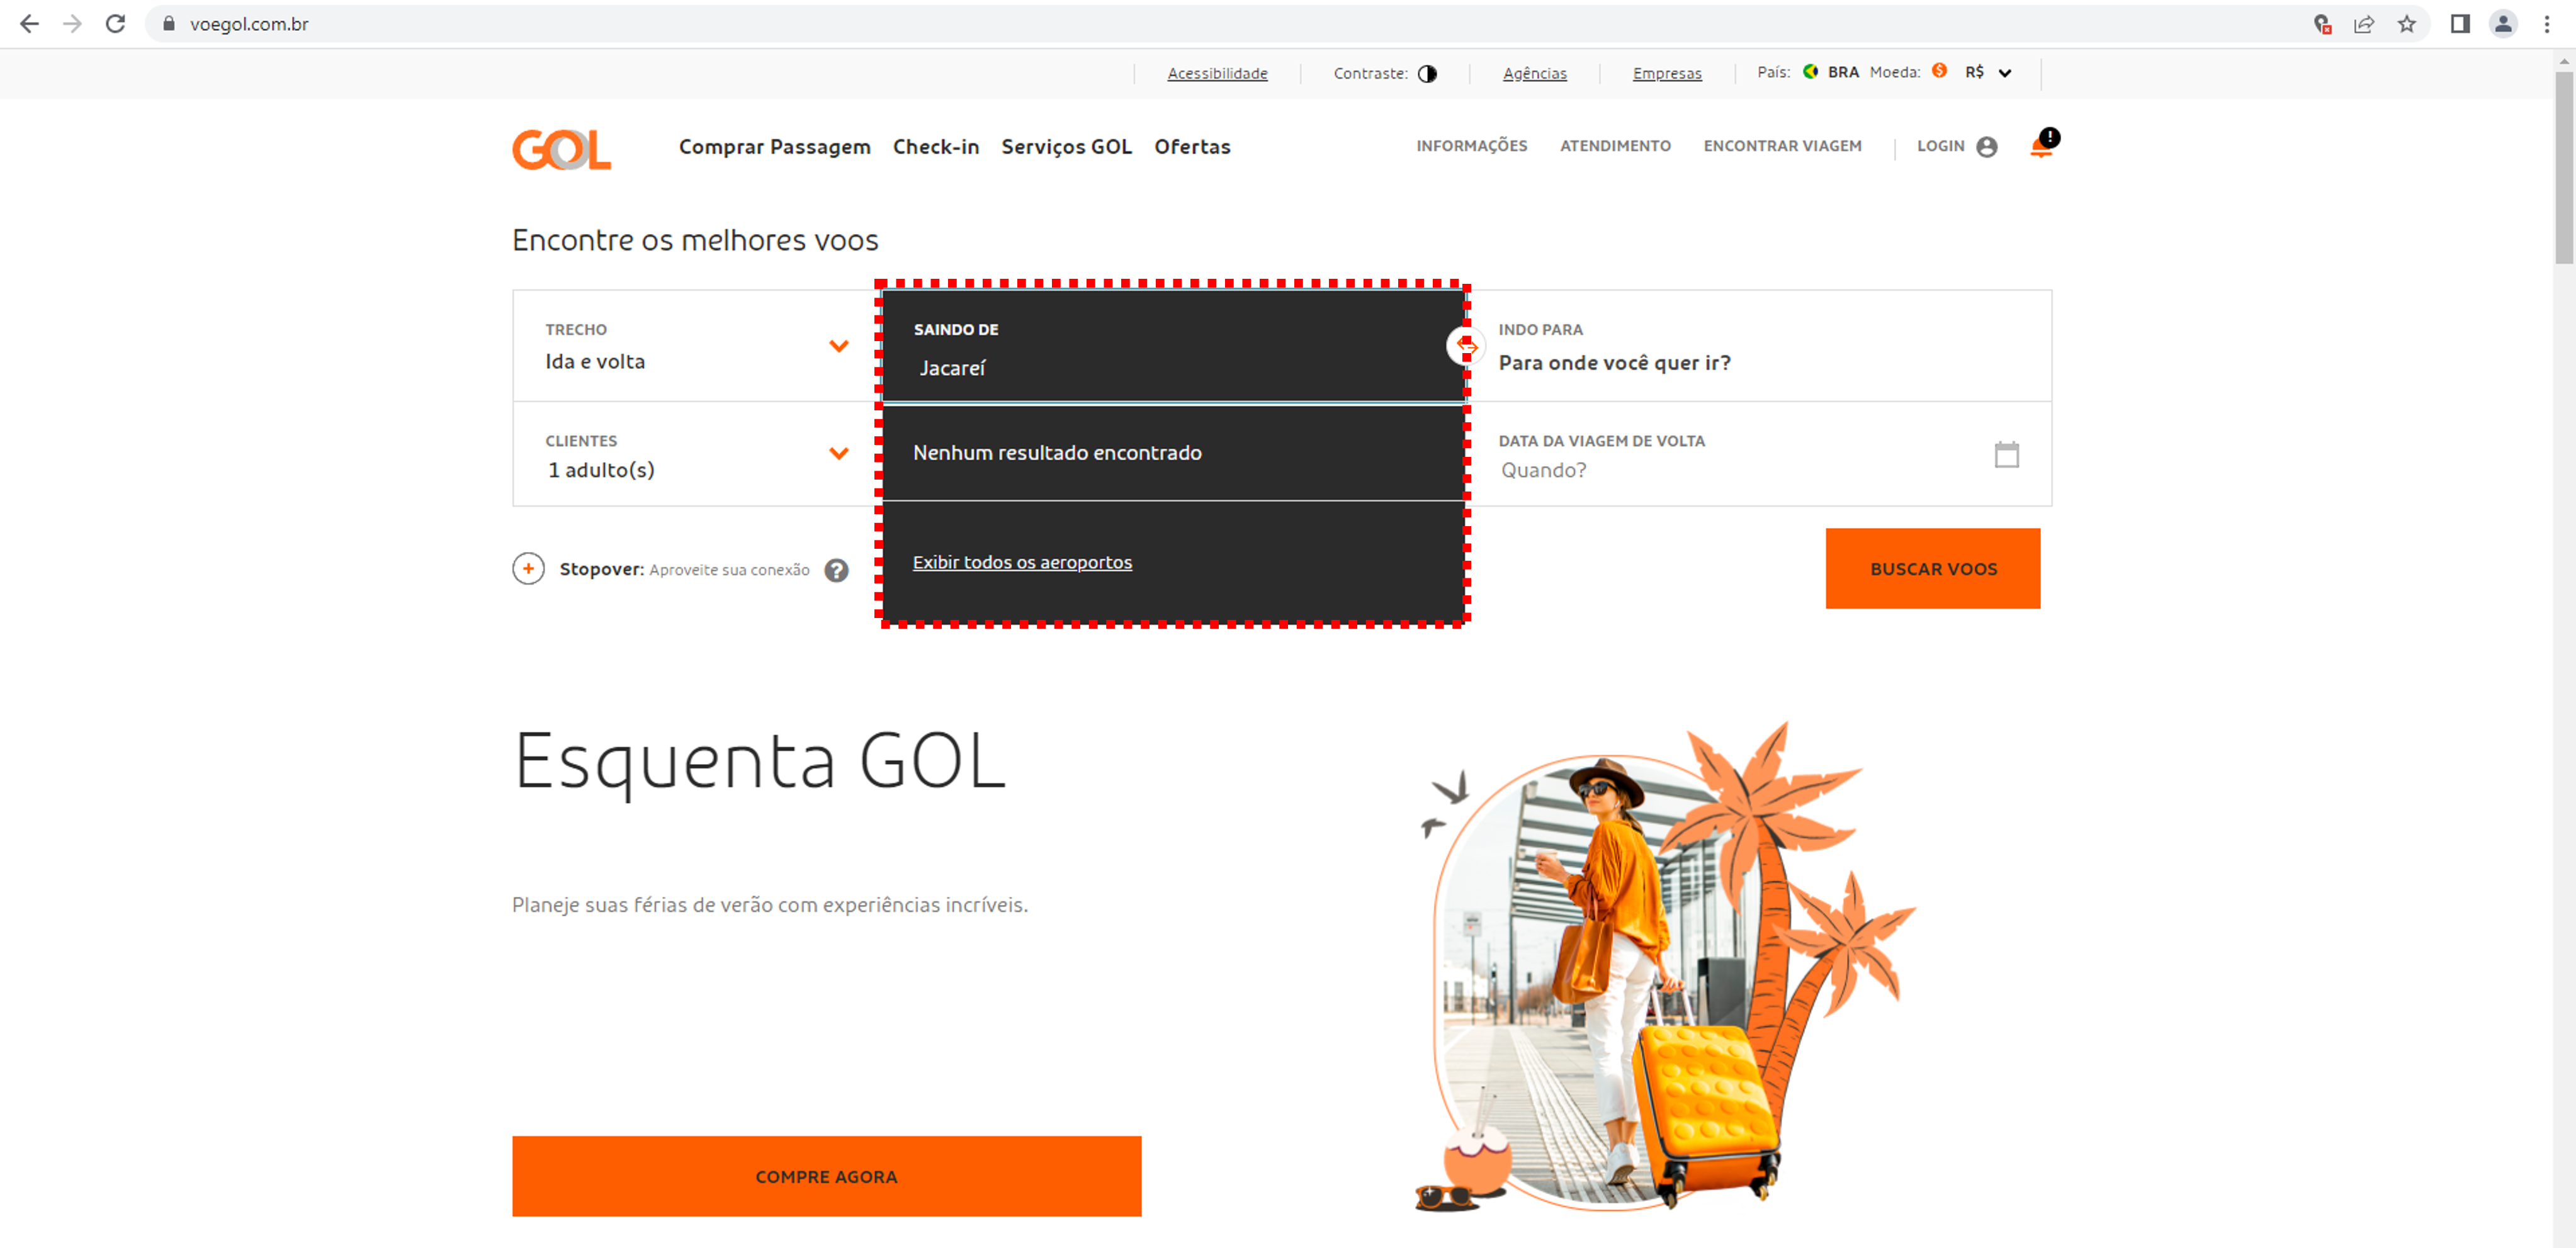 voegol.com.br
Acessibilidade
Contraste:
Agências
Empresas
País: BRA Moeda: R$
GOL
Comprar Passagem
Check-in
Serviços GOL
Ofertas
INFORMAÇÕES
ATENDIMENTO
ENCONTRAR VIAGEM
LOGIN
!
Encontre os melhores voos
TRECHO
Ida e volta
SAINDO DE
Jacareí
INDO PARA
Para onde você quer ir?
CLIENTES
1 adulto(s)
Nenhum resultado encontrado
DATA DA VIAGEM DE VOLTA
Quando?
Exibir todos os aeroportos
Stopover: Aproveite sua conexão ?
BUSCAR VOOS
Esquenta GOL
Planeje suas férias de verão com experiências incríveis.
COMPRE AGORA